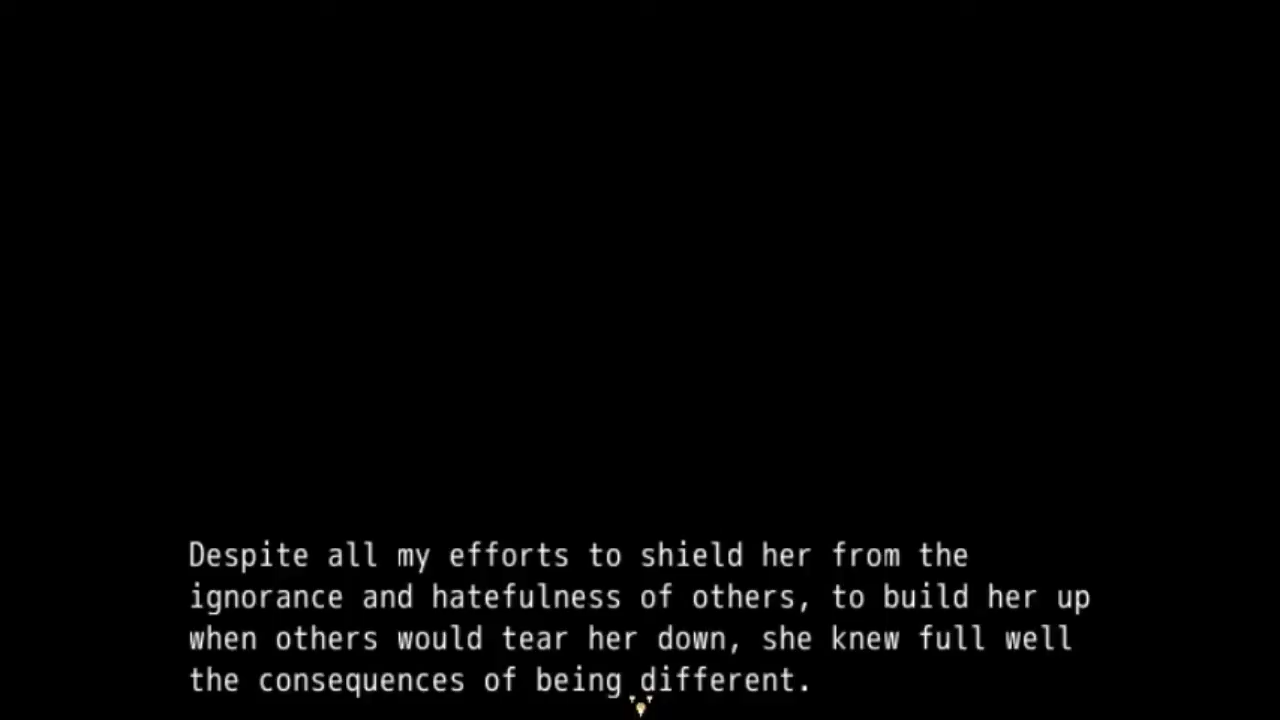 Despite all my efforts to shield her from the
ignorance and hatefulness of others, to build her up
when others would tear her down, she knew full well
the consequences of being different.